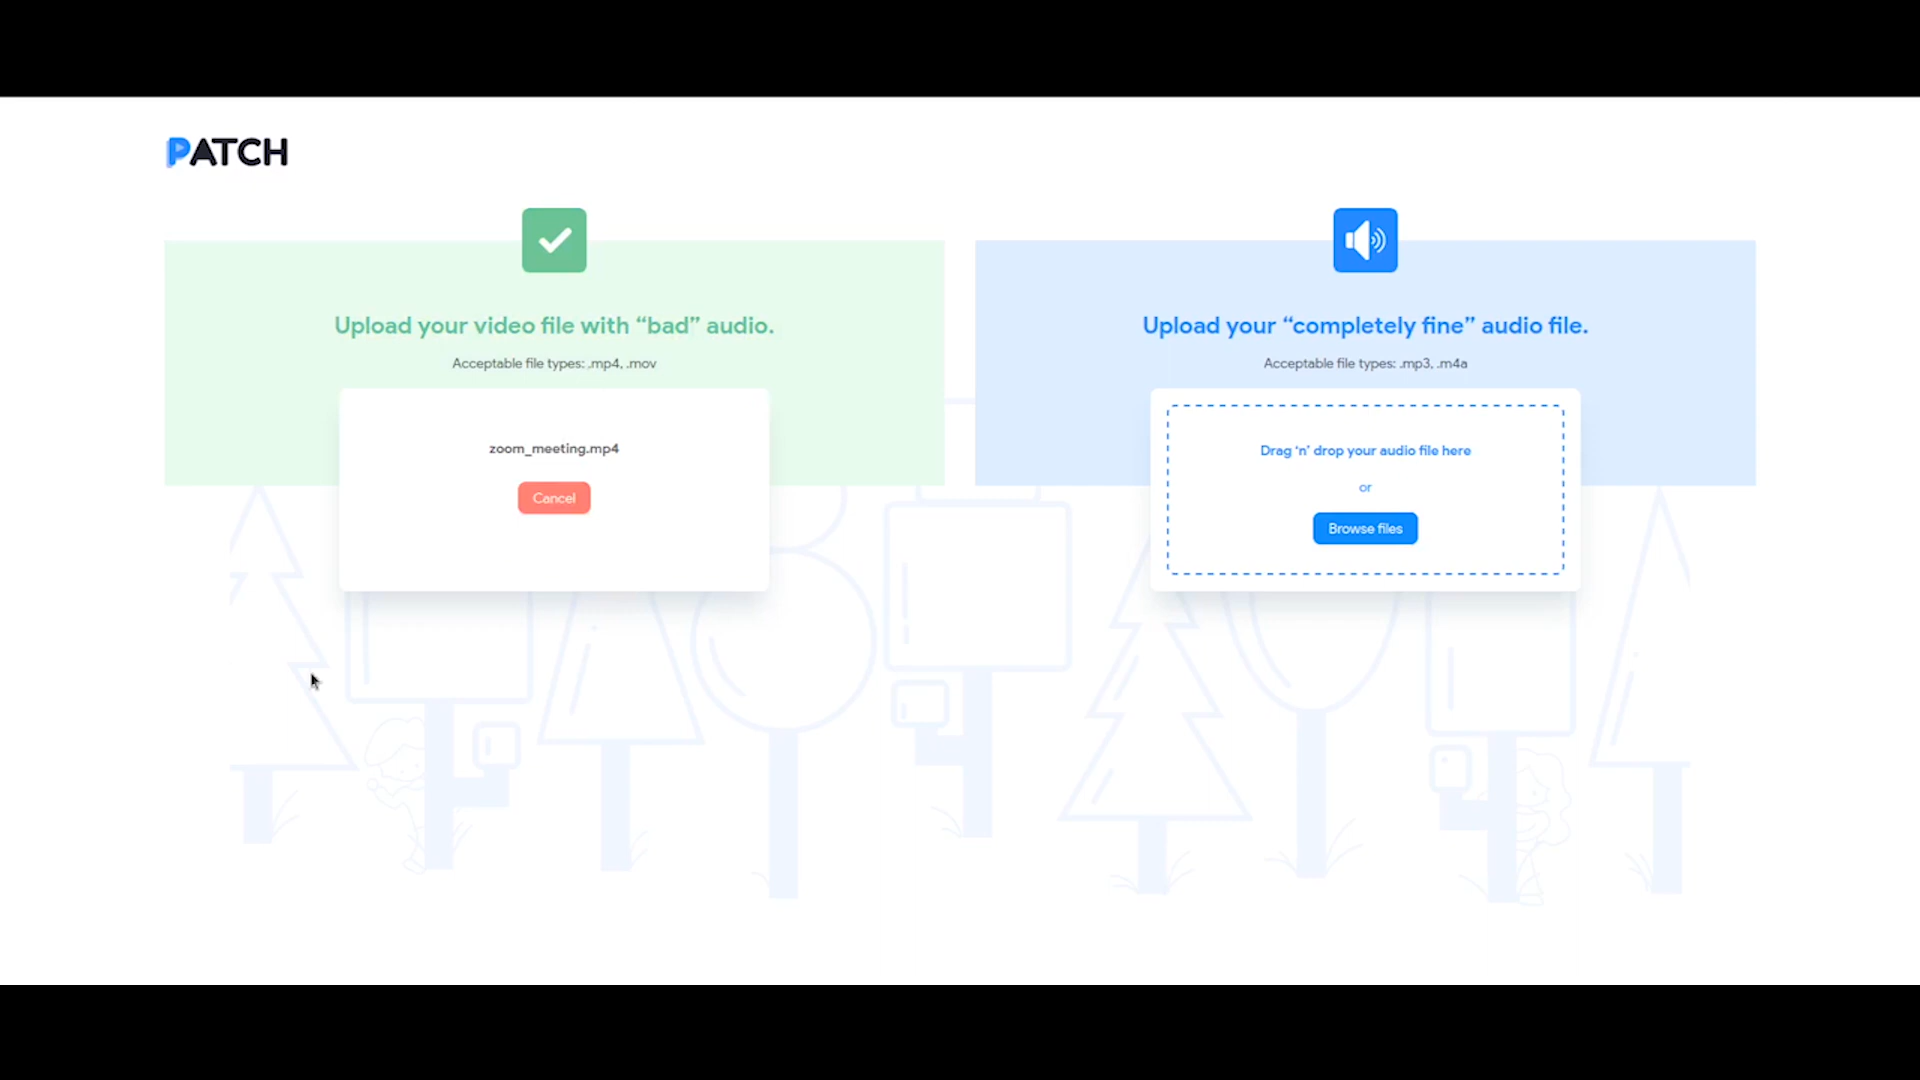 PATCH
Upload your video file with “bad” audio.
Acceptable file types: .mp4, .mov
zoom_meeting.mp4
Cancel
Upload your “completely fine” audio file.
Acceptable file types: .mp3, .m4a
Drag ‘n’ drop your audio file here
or
Browse files